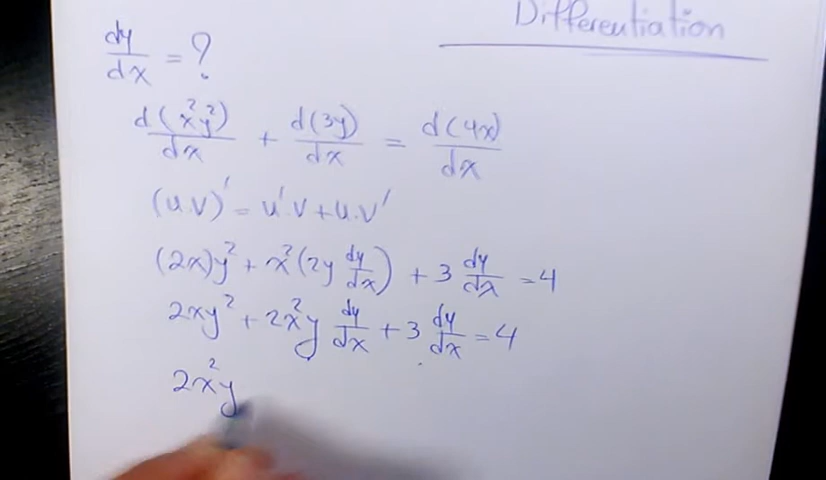 Differentiation
dy/dx = ?
d(x²y²)/dx + d(3y)/dx = d(4x)/dx
(u.v)' = u'.v + u.v'
(2x)y² + x²(2y dy/dx) + 3 dy/dx = 4
2xy² + 2x²y dy/dx + 3 dy/dx = 4
2x²y